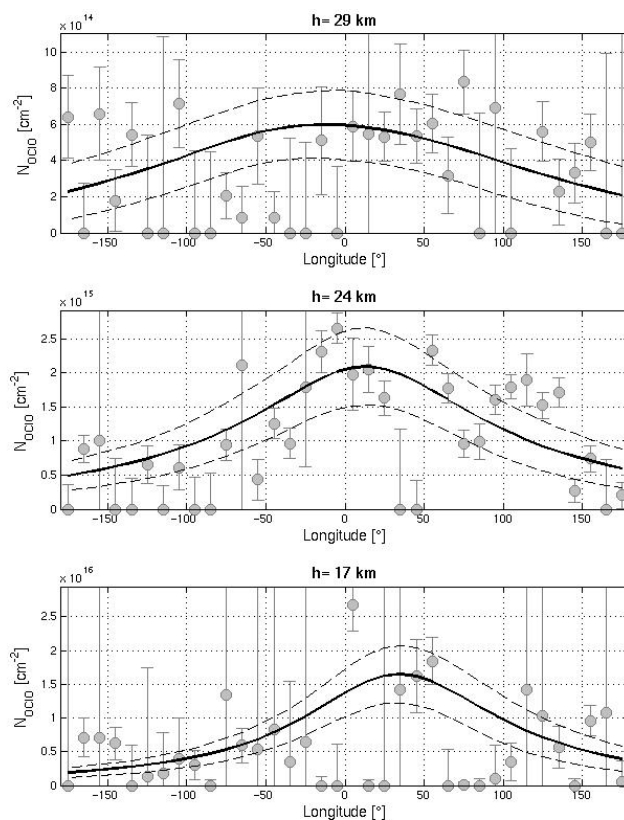 h= 29 km
x 10^14
N_OClO [cm^-2]
10
8
6
4
2
0
−150 −100 −50 0 50 100 150
Longitude [°]
h= 24 km
x 10^15
N_OClO [cm^-2]
2.5
2
1.5
1
0.5
0
−150 −100 −50 0 50 100 150
Longitude [°]
h= 17 km
x 10^16
N_OClO [cm^-2]
2.5
2
1.5
1
0.5
0
−150 −100 −50 0 50 100 150
Longitude [°]